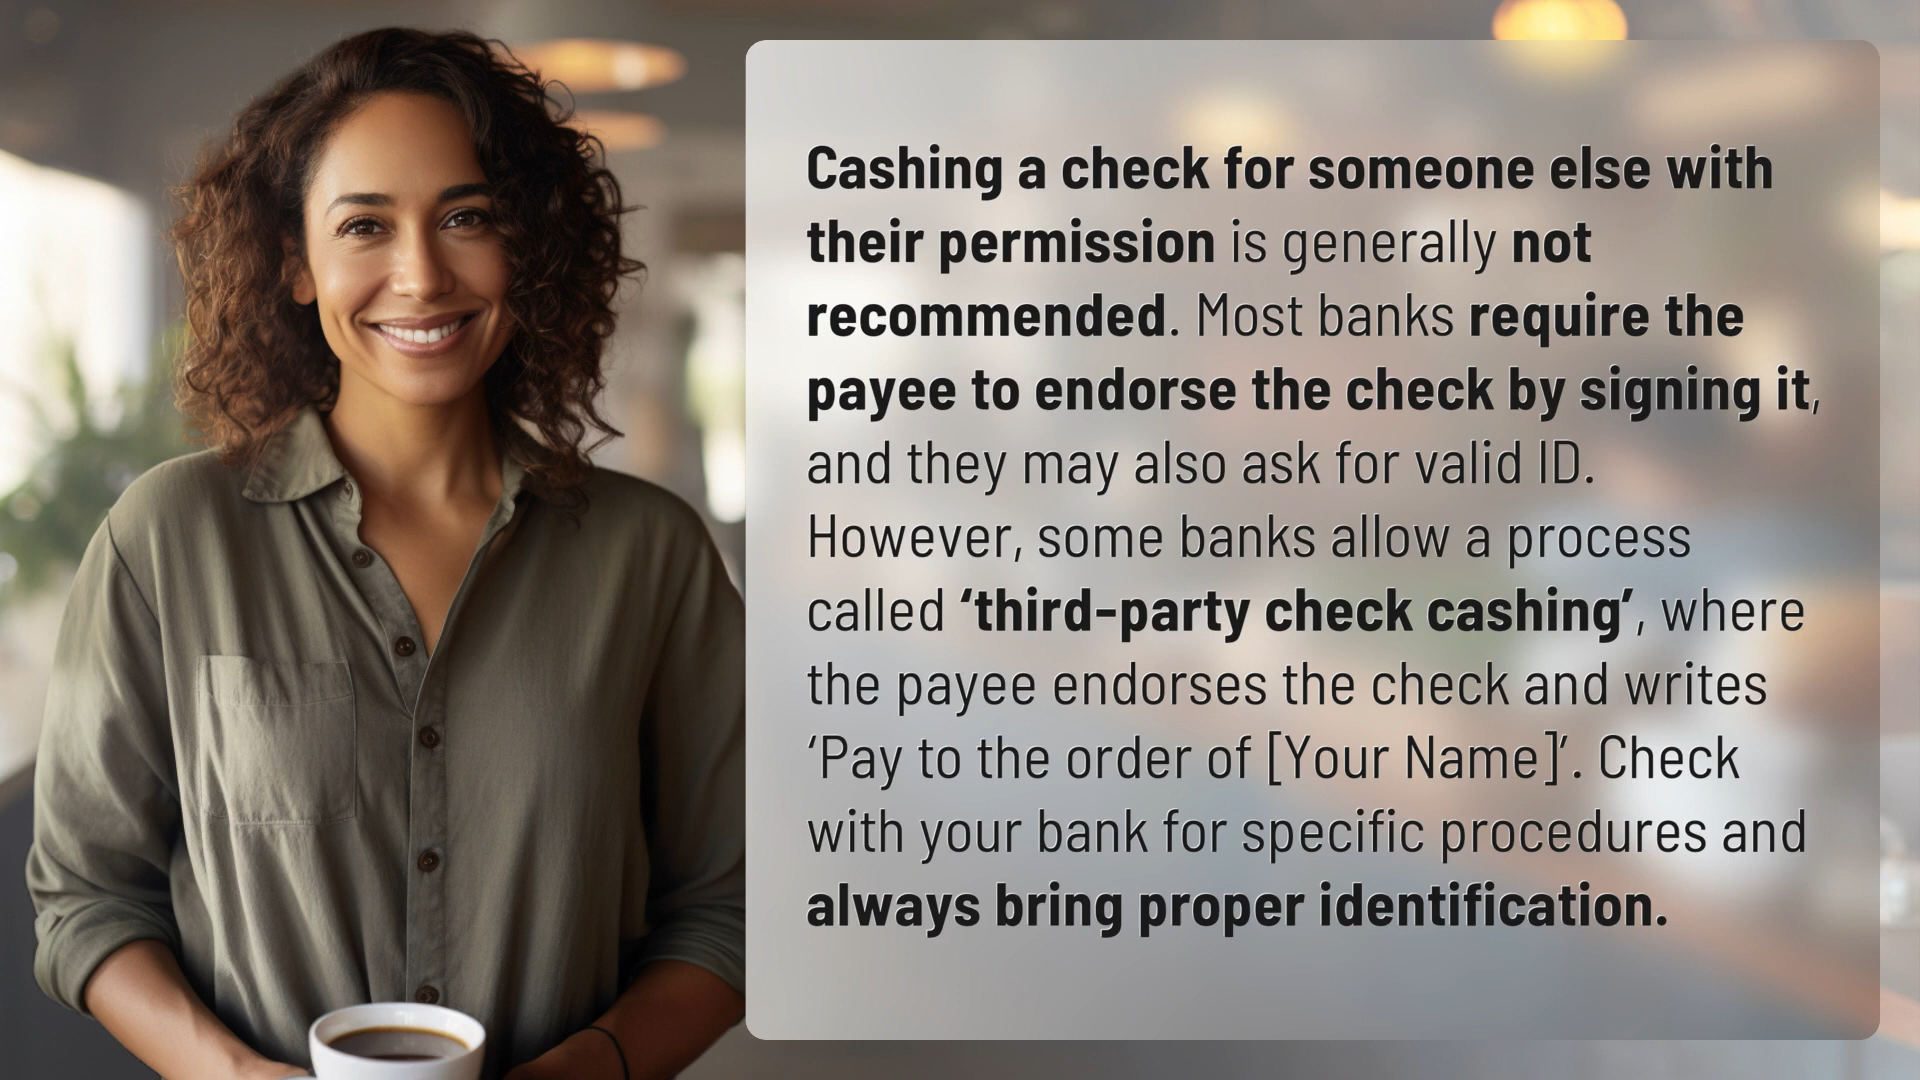 Cashing a check for someone else with
their permission is generally not
recommended. Most banks require the
payee to endorse the check by signing it,
and they may also ask for valid ID.
However, some banks allow a process
called ‘third-party check cashing’, where
the payee endorses the check and writes
‘Pay to the order of [Your Name]’. Check
with your bank for specific procedures and
always bring proper identification.